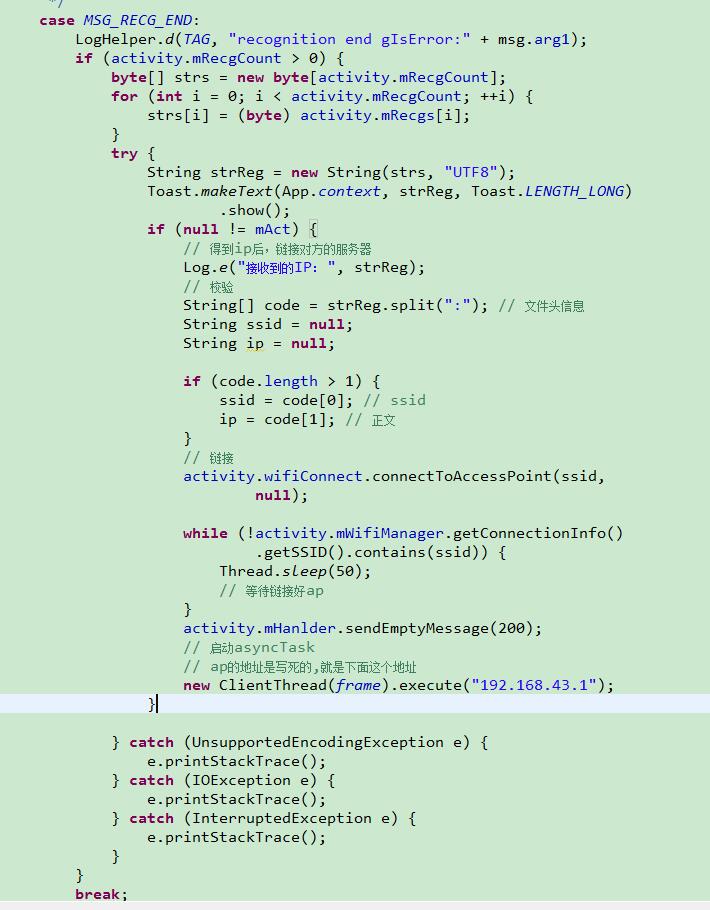 */
case MSG_RECG_END:
LogHelper.d(TAG, "recognition end gIsError:" + msg.arg1);
if (activity.mRecgCount > 0) {
byte[] strs = new byte[activity.mRecgCount];
for (int i = 0; i < activity.mRecgCount; ++i) {
strs[i] = (byte) activity.mRecgs[i];
}
try {
String strReg = new String(strs, "UTF8");
Toast.makeText(App.context, strReg, Toast.LENGTH_LONG)
.show();
if (null != mAct) {
// 得到ip后，链接对方的服务器
Log.e("接收到的IP: ", strReg);
// 校验
String[] code = strReg.split(":"); // 文件头信息
String ssid = null;
String ip = null;
if (code.length > 1) {
ssid = code[0]; // ssid
ip = code[1]; // 正文
}
// 链接
activity.wifiConnect.connectToAccessPoint(ssid,
null);
while (!activity.mWifiManager.getConnectionInfo()
.getSSID().contains(ssid)) {
Thread.sleep(50);
// 等待链接好ap
}
activity.mHanlder.sendEmptyMessage(200);
// 启动asyncTask
// ap的地址是写死的,就是下面这个地址
new ClientThread(frame).execute("192.168.43.1");
}
} catch (UnsupportedEncodingException e) {
e.printStackTrace();
} catch (IOException e) {
e.printStackTrace();
} catch (InterruptedException e) {
e.printStackTrace();
}
}
break;